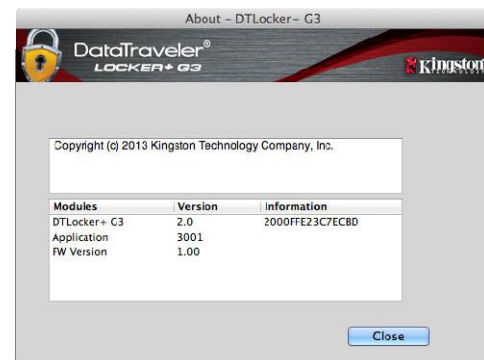 About – DTLocker– G3
DataTraveler®
LOCKER+ G3
Kingston
TECHNOLOGY
Copyright (c) 2013 Kingston Technology Company, Inc.
Modules Version Information
DTLocker+ G3 2.0 2000FFE23C7ECBD
Application 3001
FW Version 1.00
Close